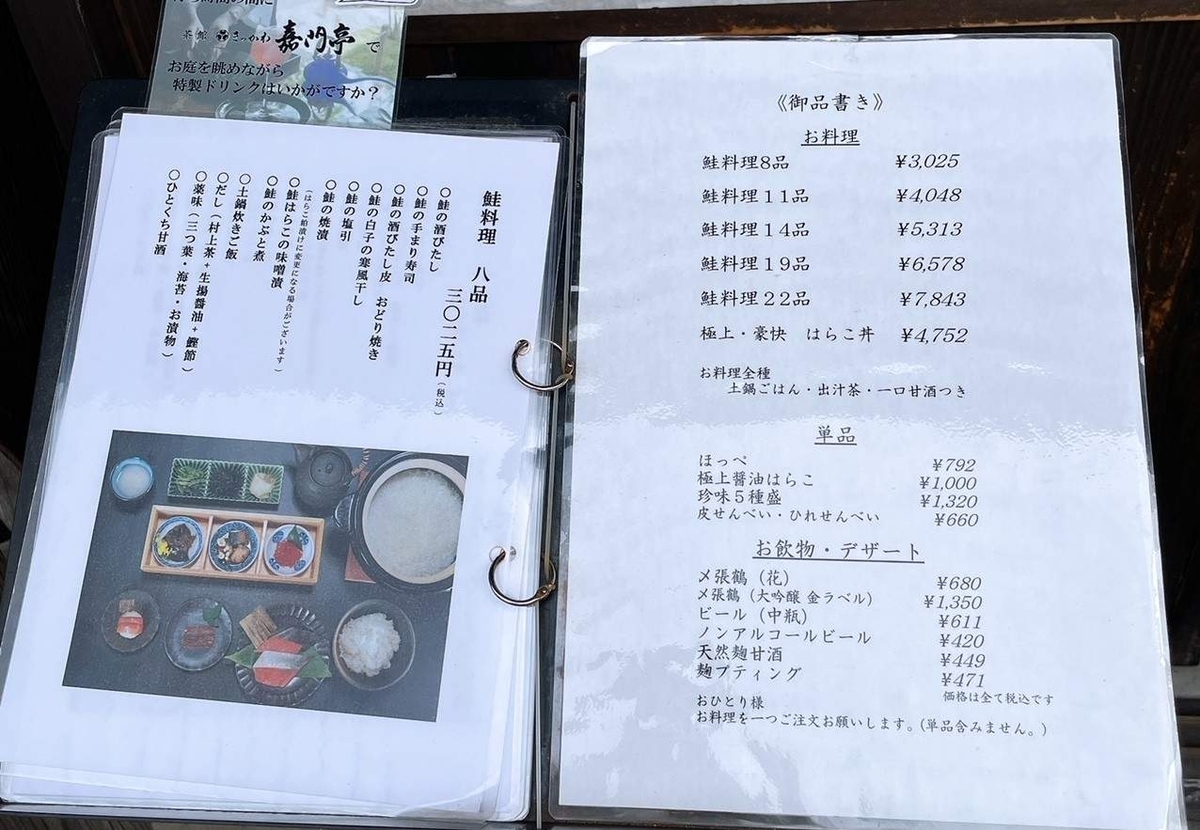 茶館 きっかわ 嘉門亭 で
お庭を眺めながら
特製ドリンクはいかがですか?
鮭料理 八品
三〇二五円(税込)
○鮭の酒びたし
○鮭の手まり寿司
○鮭の酒びたし皮 おどり焼き
○鮭の白子の寒風干し
○鮭の塩引
○鮭の焼漬
○鮭はらこの味噌漬
(はらこ粕漬けに変更になる場合がございます)
○鮭のかぶと煮
○土鍋炊きご飯
○だし(村上茶+生揚醤油+鰹節)
○薬味(三つ葉・海苔・お漬物)
○ひとくち甘酒
《御品書き》
お料理
鮭料理8品 ¥3,025
鮭料理11品 ¥4,048
鮭料理14品 ¥5,313
鮭料理19品 ¥6,578
鮭料理22品 ¥7,843
極上・豪快 はらこ丼 ¥4,752
お料理全種
土鍋ごはん・出汁茶・一口甘酒つき
単品
ほっぺ ¥792
極上醤油はらこ ¥1,000
珍味5種盛 ¥1,320
皮せんべい・ひれせんべい ¥660
お飲物・デザート
〆張鶴(花) ¥680
〆張鶴(大吟醸 金ラベル) ¥1,350
ビール(中瓶) ¥611
ノンアルコールビール ¥420
天然麹甘酒 ¥449
麹プティング ¥471
価格は全て税込です
おひとり様
お料理を一つご注文お願いします。(単品含みません。)